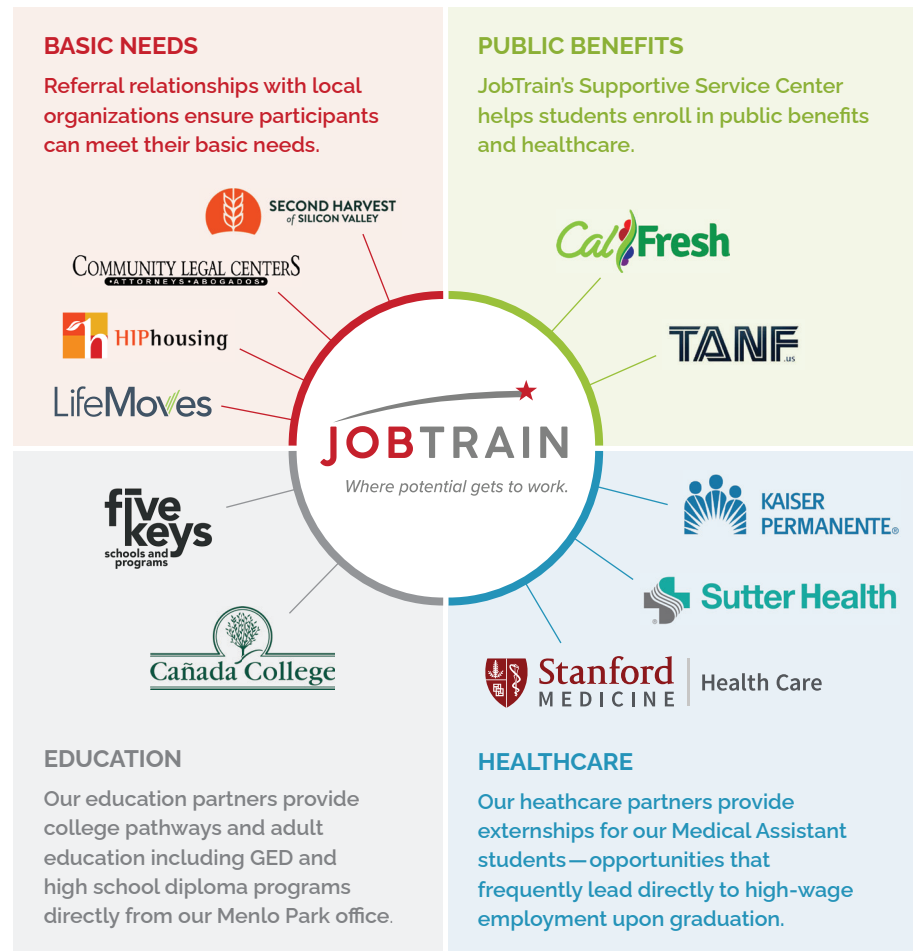 BASIC NEEDS
Referral relationships with local
organizations ensure participants
can meet their basic needs.
SECOND HARVEST
of SILICON VALLEY
COMMUNITY LEGAL CENTERS
•ATTORNEYS•ABOGADOS•
HIPhousing
LifeMoves
PUBLIC BENEFITS
JobTrain's Supportive Service Center
helps students enroll in public benefits
and healthcare.
CalFresh
TANF
.us
JOBTRAIN
Where potential gets to work.
five
keys
schools and
programs
Cañada College
EDUCATION
Our education partners provide
college pathways and adult
education including GED and
high school diploma programs
directly from our Menlo Park office.
KAISER
PERMANENTE®
Sutter Health
®
Stanford
MEDICINE
Health Care
HEALTHCARE
Our heathcare partners provide
externships for our Medical Assistant
students—opportunities that
frequently lead directly to high-wage
employment upon graduation.